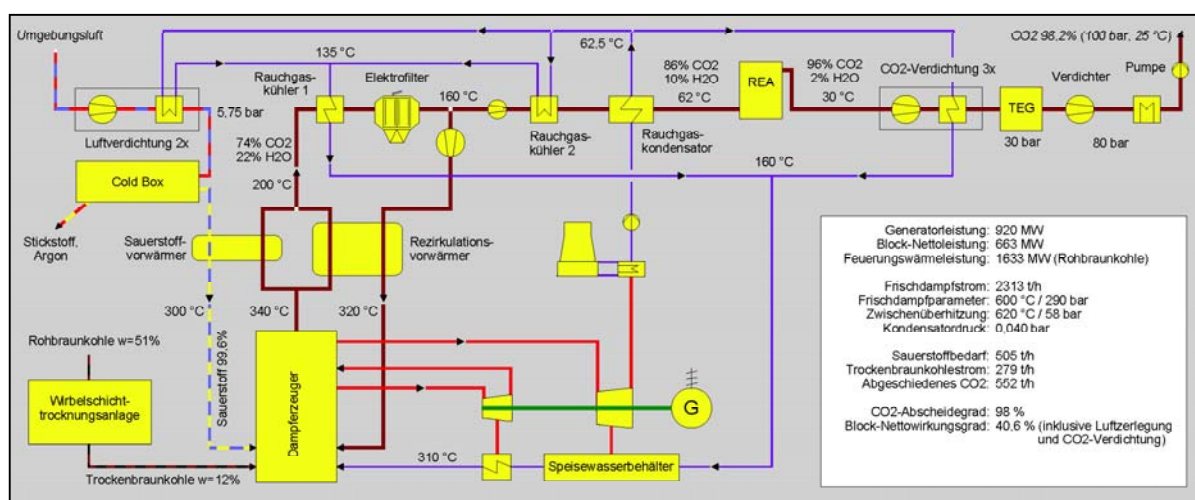 Umgebungsluft
5,75 bar
Luftverdichtung 2x
Cold Box
Stickstoff,
Argon
Sauerstoff-
vorwärmer
300 °C
Sauerstoff 99,6%
Rohbraunkohle w=51%
Wirbelschicht-
trocknungsanlage
Trockenbraunkohle w=12%
135 °C
Rauchgas-
kühler 1
Elektrofilter
160 °C
74% CO2
22% H2O
200 °C
Rezirkulations-
vorwärmer
340 °C
320 °C
Dampferzeuger
310 °C
Speisewasserbehälter
G
62,5 °C
Rauchgas-
kühler 2
Rauchgas-
kondensator
86% CO2
10% H2O
62 °C
REA
96% CO2
2% H2O
30 °C
CO2-Verdichtung 3x
160 °C
TEG
30 bar
Verdichter
80 bar
Pumpe
CO2 98,2% (100 bar, 25 °C)
Generatorleistung: 920 MW
Block-Nettoleistung: 663 MW
Feuerungswärmeleistung: 1633 MW (Rohbraunkohle)
Frischdampfstrom: 2313 t/h
Frischdampfparameter: 600 °C / 290 bar
Zwischenüberhitzung: 620 °C / 58 bar
Kondensatordruck: 0,040 bar
Sauerstoffbedarf: 505 t/h
Trockenbraunkohlestrom: 279 t/h
Abgeschiedenes CO2: 552 t/h
CO2-Abscheidegrad: 98 %
Block-Nettowirkungsgrad: 40,6 % (inklusive Luftzerlegung
und CO2-Verdichtung)